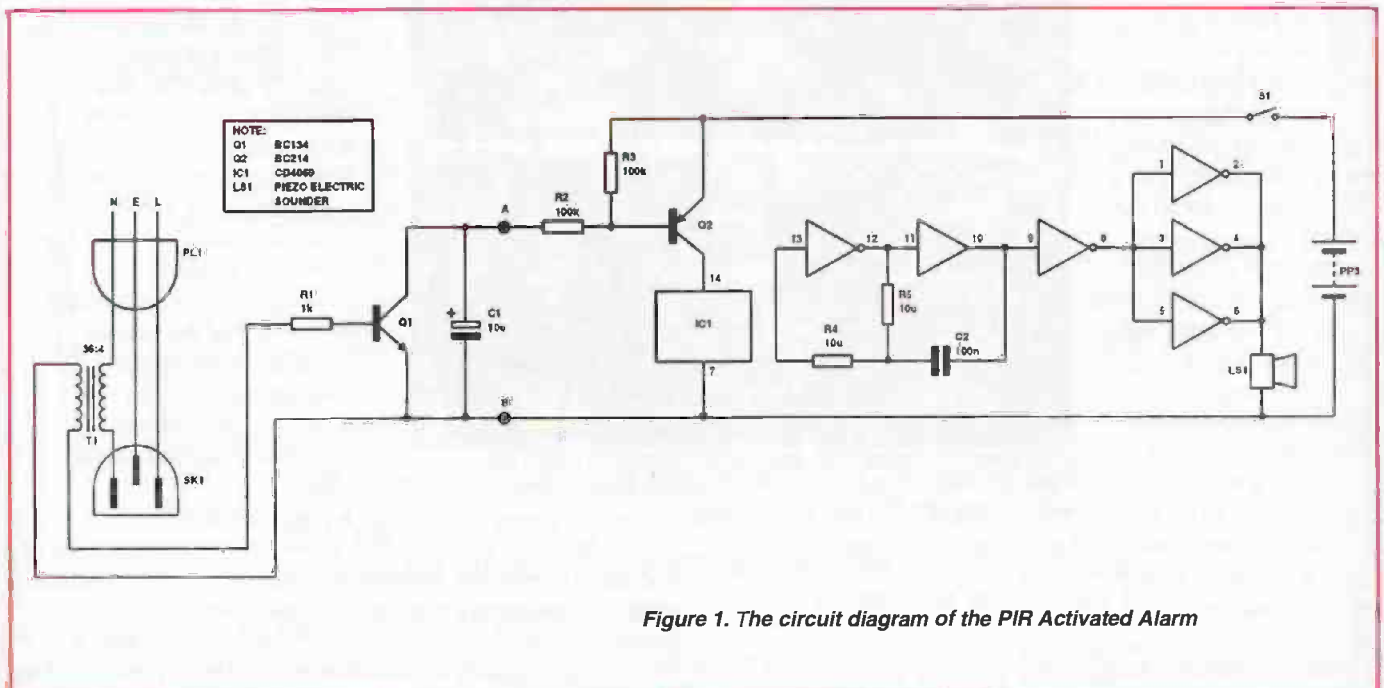 NOTE:
Q1 BC134
Q2 BC214
IC1 CD4069
LS1 PIEZO ELECTRIC
SOUNDER
N E L
PL1
36:4
T1
SK1
R1
1k
Q1
+
C1
10u
A
B
R2
100k
R3
100k
Q2
14
IC1
7
13
12
11
10
9
8
R4
10u
R5
10u
C2
100n
1
2
3
4
5
6
LS1
S1
PP3
Figure 1. The circuit diagram of the PIR Activated Alarm